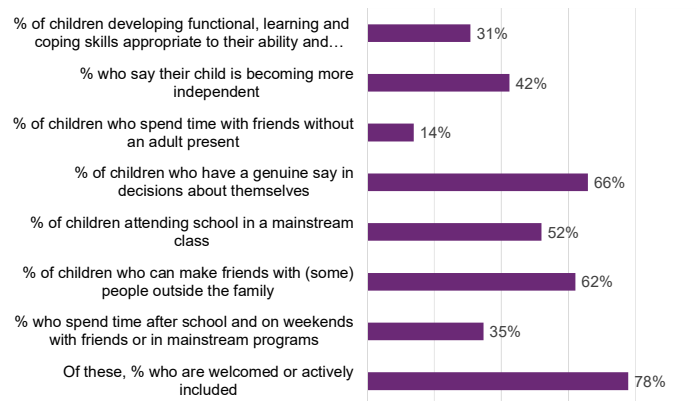 % of children developing functional, learning and
coping skills appropriate to their ability and…
31%
% who say their child is becoming more
independent
42%
% of children who spend time with friends without
an adult present
14%
% of children who have a genuine say in
decisions about themselves
66%
% of children attending school in a mainstream
class
52%
% of children who can make friends with (some)
people outside the family
62%
% who spend time after school and on weekends
with friends or in mainstream programs
35%
Of these, % who are welcomed or actively
included
78%